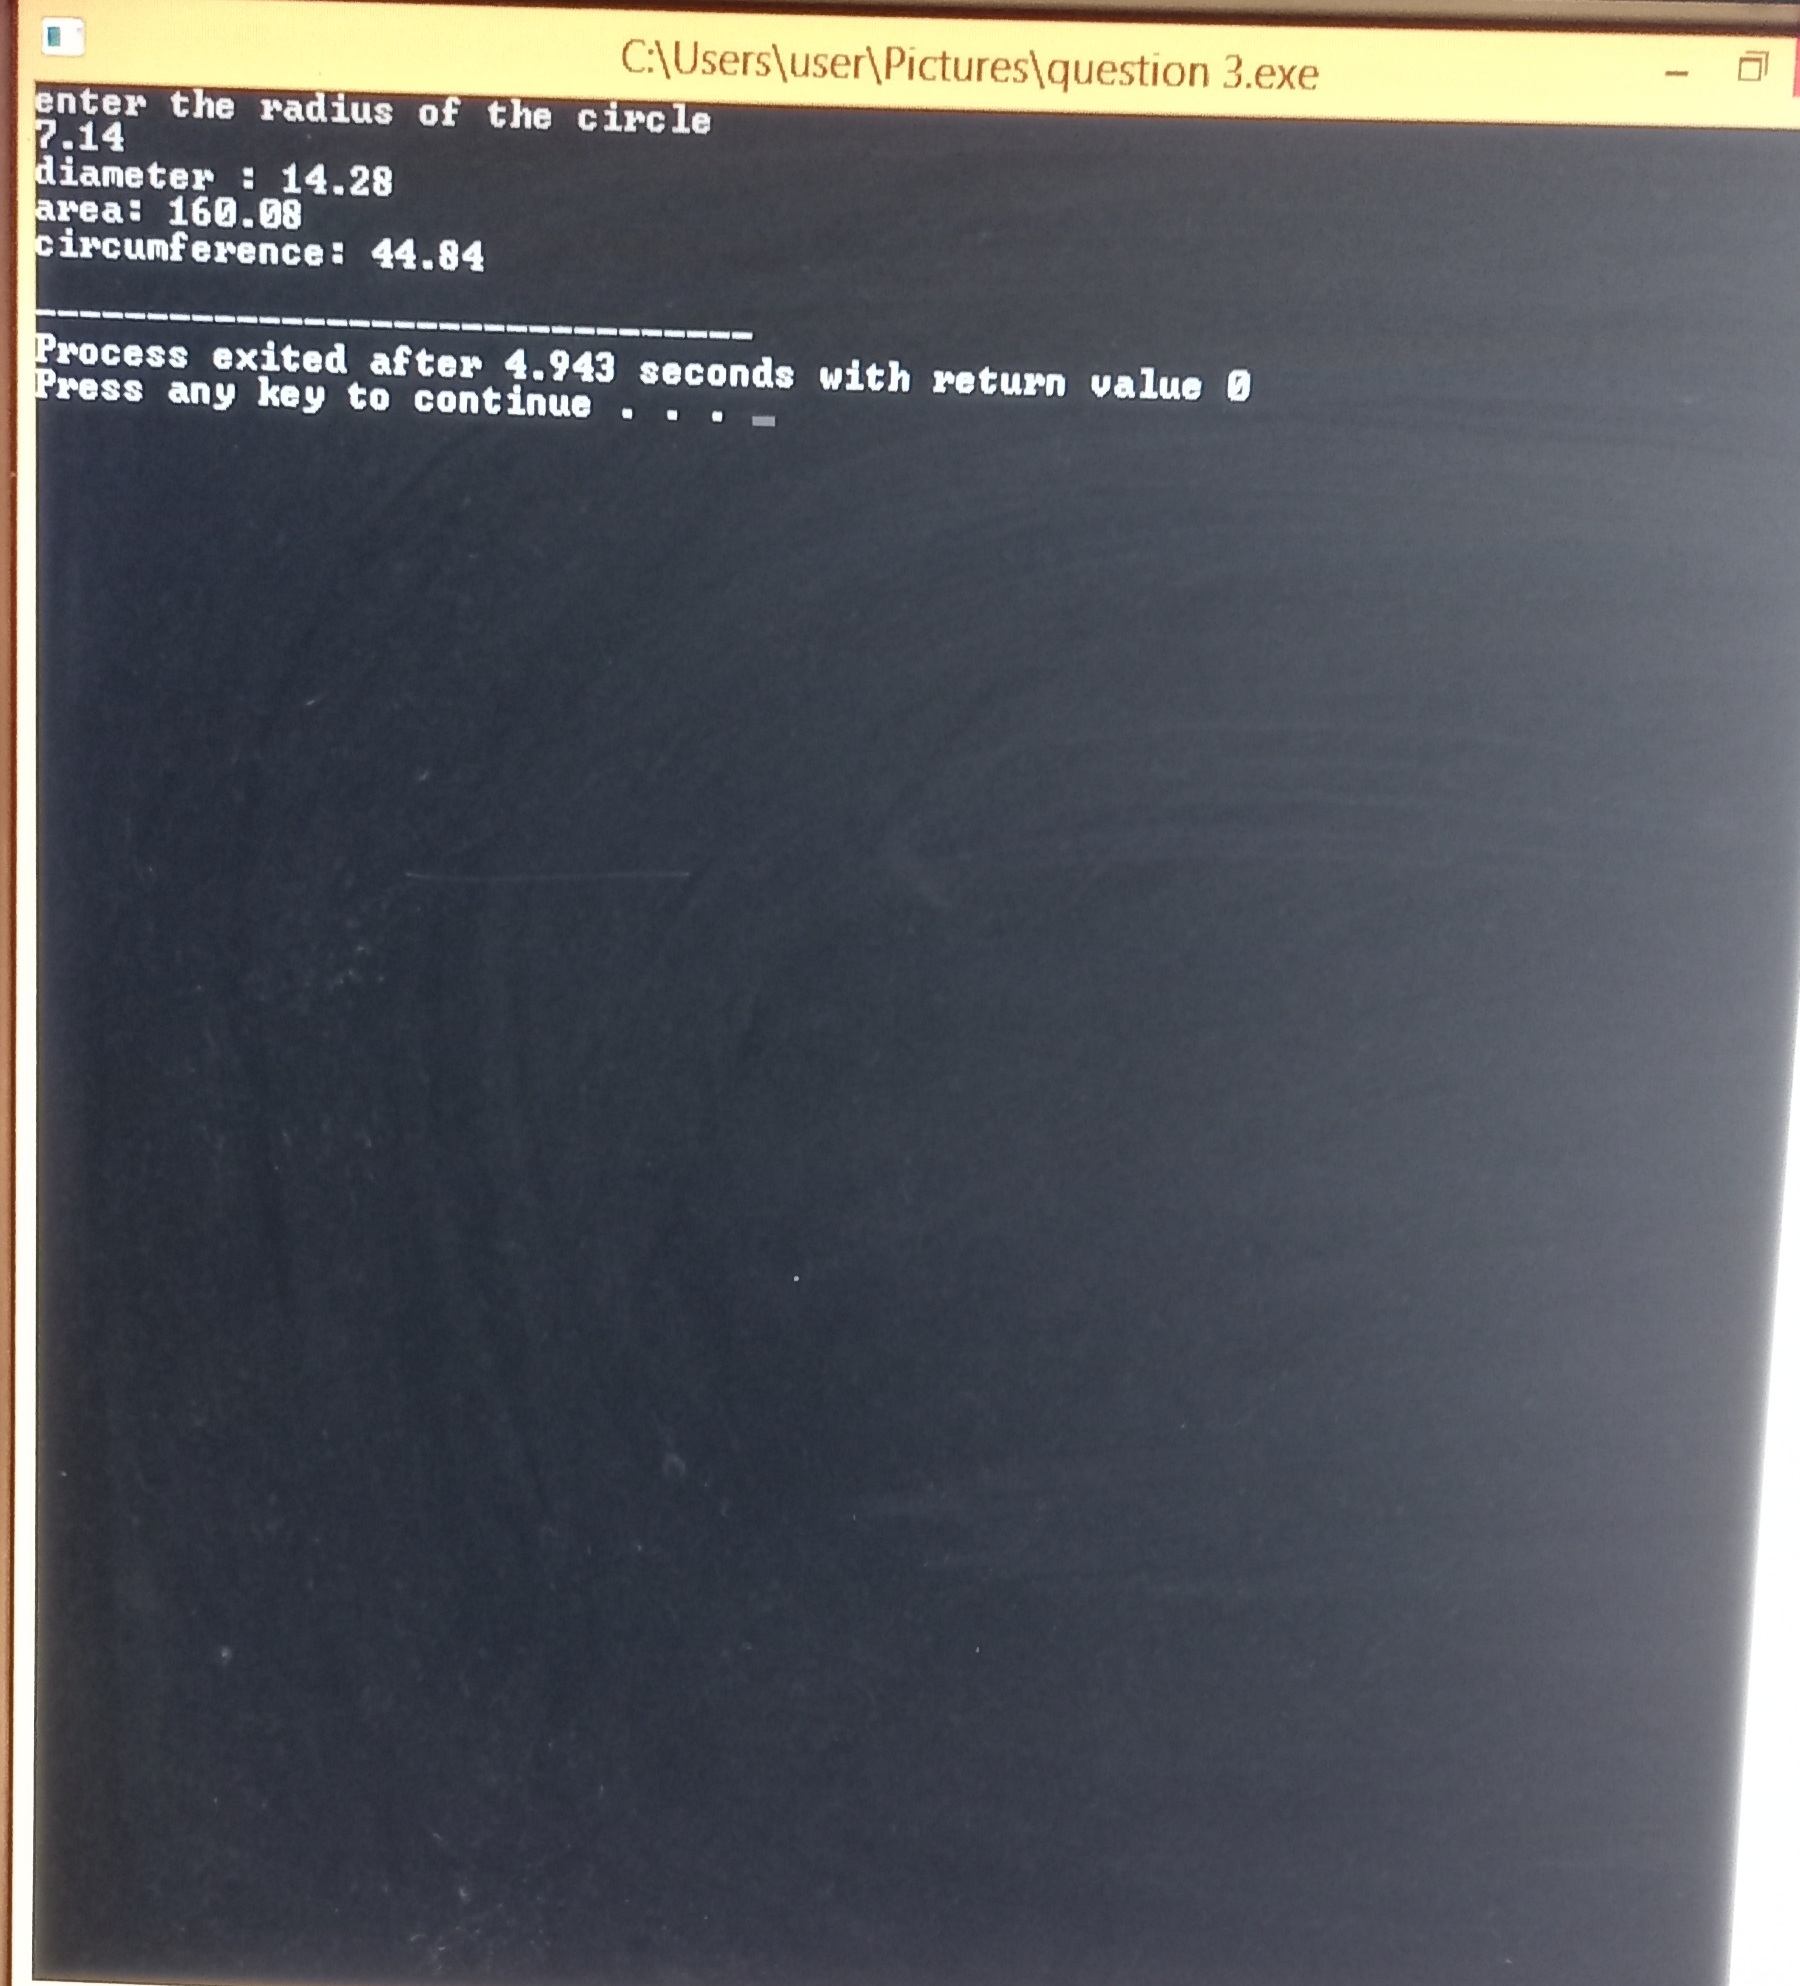 C:\Users\user\Pictures\question 3.exe
enter the radius of the circle
7.14
diameter : 14.28
area: 160.08
circumference: 44.84
--------------------------------
Process exited after 4.943 seconds with return value 0
Press any key to continue . . . _